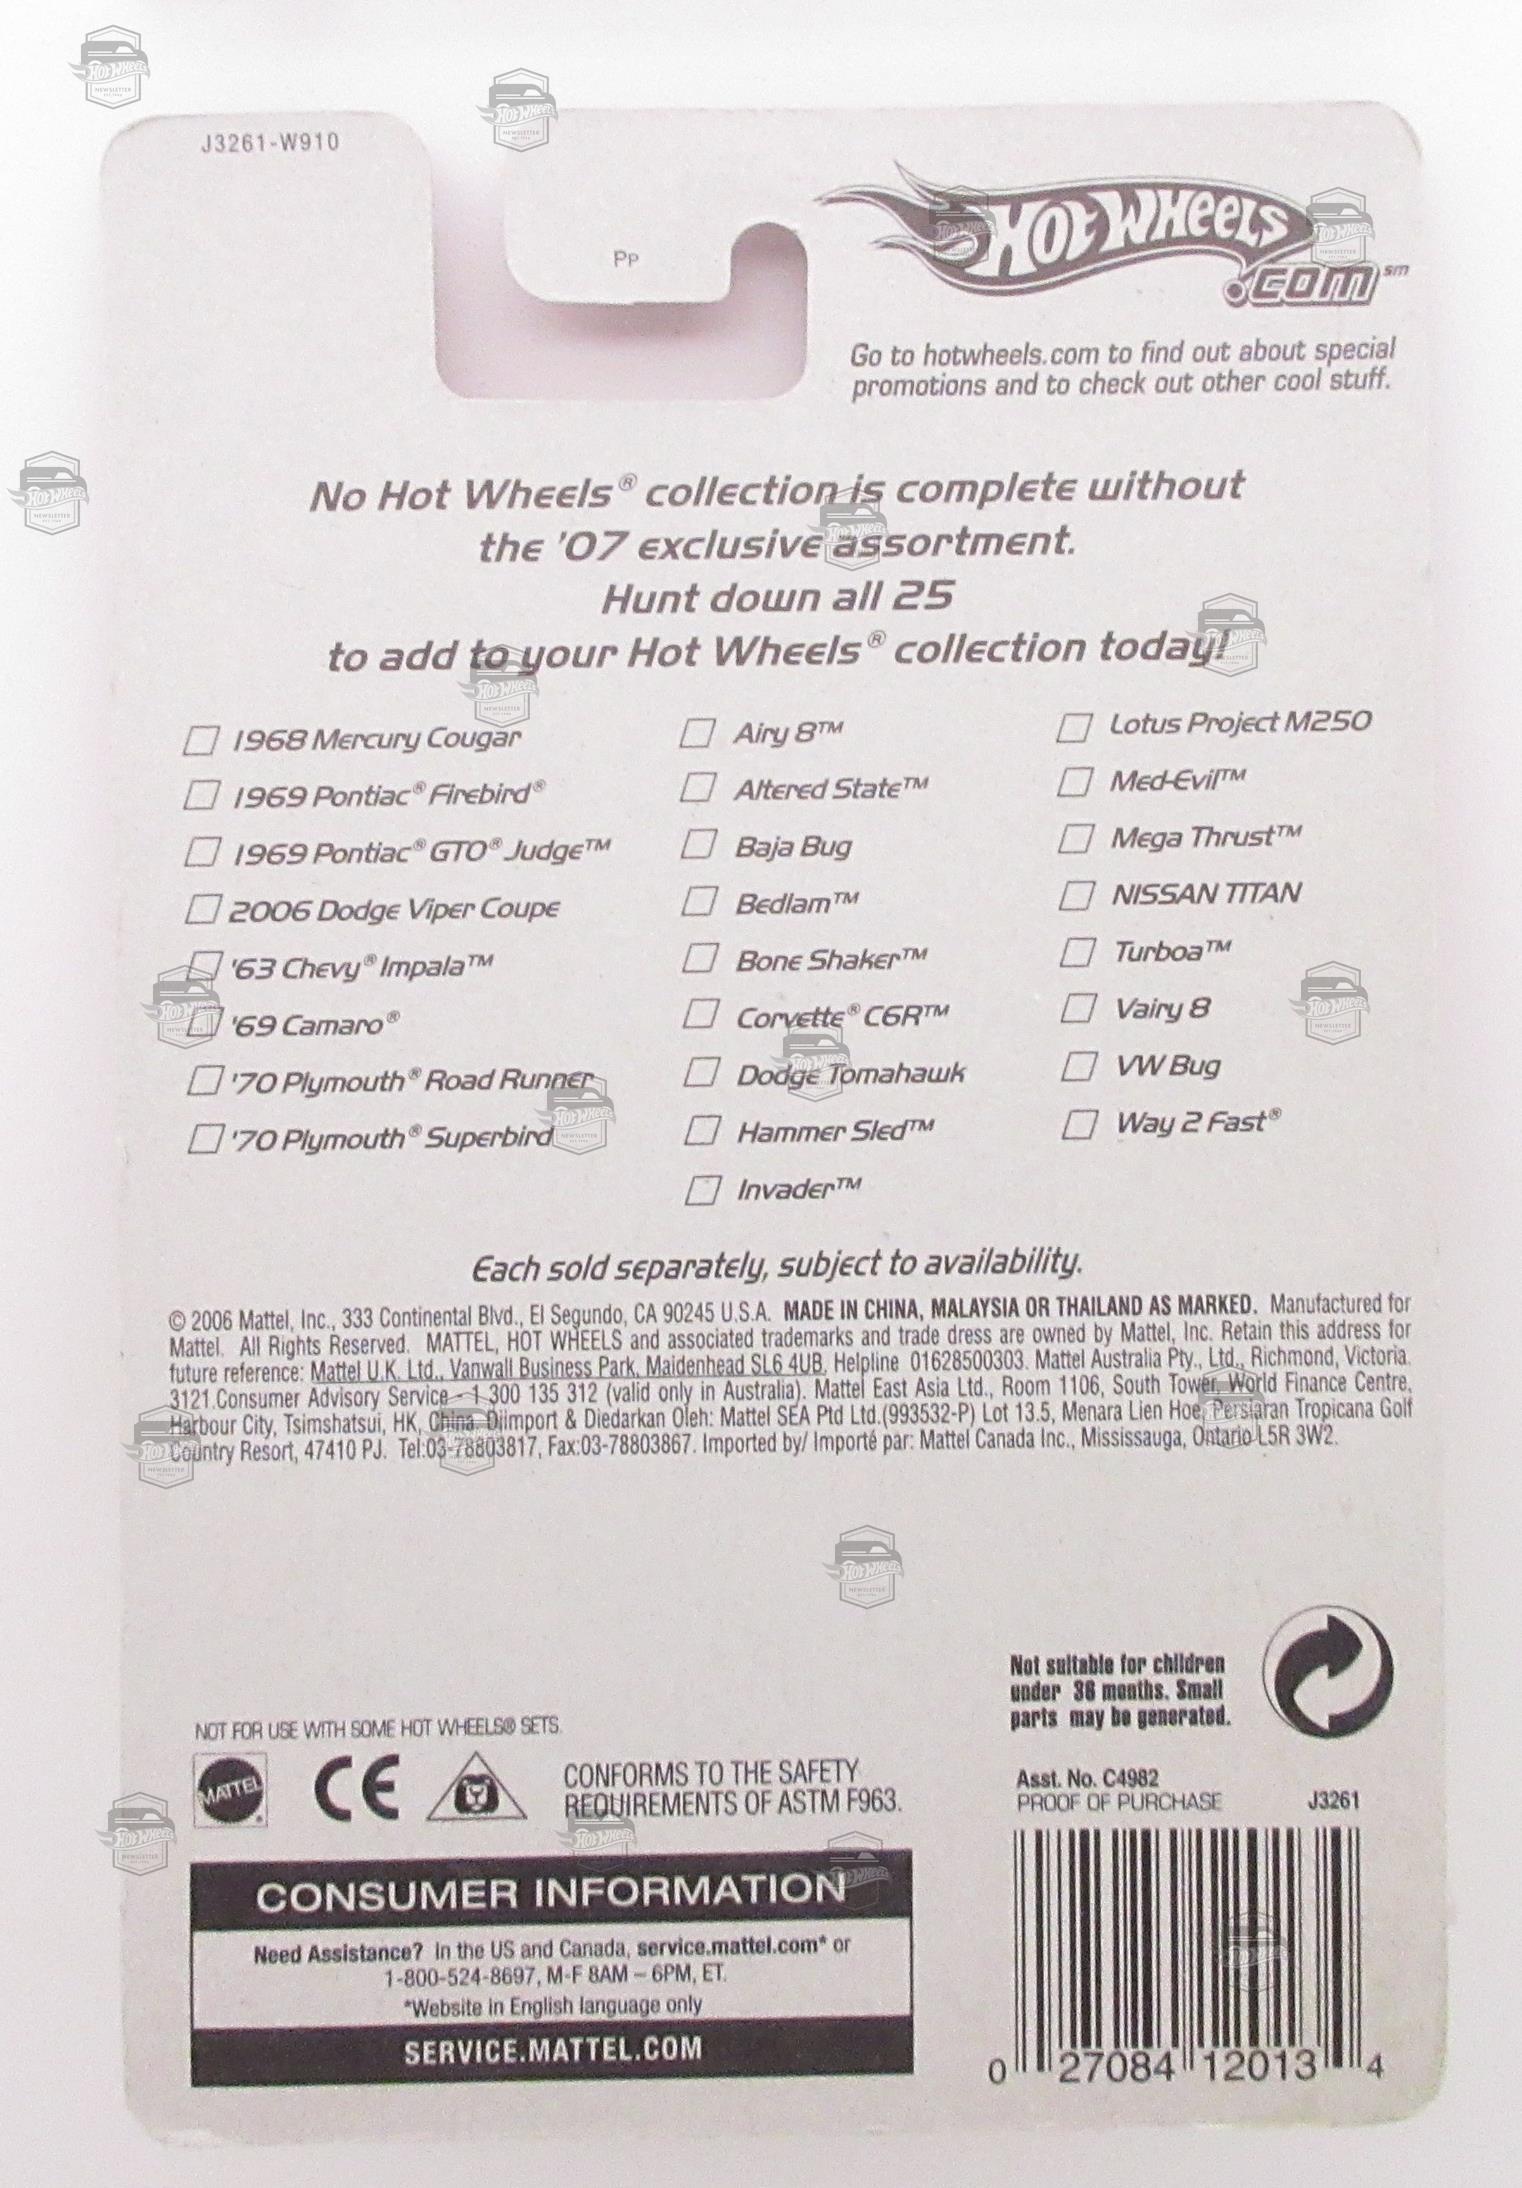 J3261-W910
PP
HOT WHEELS
.COM℠
Go to hotwheels.com to find out about special
promotions and to check out other cool stuff.
No Hot Wheels® collection is complete without
the '07 exclusive assortment.
Hunt down all 25
to add to your Hot Wheels® collection today!
1968 Mercury Cougar
1969 Pontiac® Firebird®
1969 Pontiac® GTO® Judge™
2006 Dodge Viper Coupe
'63 Chevy® Impala™
'69 Camaro®
'70 Plymouth® Road Runner
'70 Plymouth® Superbird
Airy 8™
Altered State™
Baja Bug
Bedlam™
Bone Shaker™
Corvette® C6R™
Dodge Tomahawk
Hammer Sled™
Invader™
Lotus Project M250
Med-Evil™
Mega Thrust™
NISSAN TITAN
Turboa™
Vairy 8
VW Bug
Way 2 Fast®
Each sold separately, subject to availability.
© 2006 Mattel, Inc., 333 Continental Blvd., El Segundo, CA 90245 U.S.A. MADE IN CHINA, MALAYSIA OR THAILAND AS MARKED. Manufactured for
Mattel. All Rights Reserved. MATTEL, HOT WHEELS and associated trademarks and trade dress are owned by Mattel, Inc. Retain this address for
future reference: Mattel U.K. Ltd., Vanwall Business Park, Maidenhead SL6 4UB. Helpline 01628500303. Mattel Australia Pty., Ltd., Richmond, Victoria.
3121.Consumer Advisory Service - 1 300 135 312 (valid only in Australia). Mattel East Asia Ltd., Room 1106, South Tower, World Finance Centre,
Harbour City, Tsimshatsui, HK, China. Diimport & Diedarkan Oleh: Mattel SEA Ptd Ltd.(993532-P) Lot 13.5, Menara Lien Hoe, Persiaran Tropicana Golf
Country Resort, 47410 PJ. Tel:03-78803817, Fax:03-78803867. Imported by/ Importé par: Mattel Canada Inc., Mississauga, Ontario L5R 3W2.
Not suitable for children
under 36 months. Small
parts may be generated.
NOT FOR USE WITH SOME HOT WHEELS® SETS.
MATTEL
CE
CONFORMS TO THE SAFETY
REQUIREMENTS OF ASTM F963.
Asst. No. C4982
PROOF OF PURCHASE J3261
CONSUMER INFORMATION
Need Assistance? In the US and Canada, service.mattel.com* or
1-800-524-8697, M-F 8AM – 6PM, ET.
*Website in English language only
SERVICE.MATTEL.COM
0 27084 12013 4